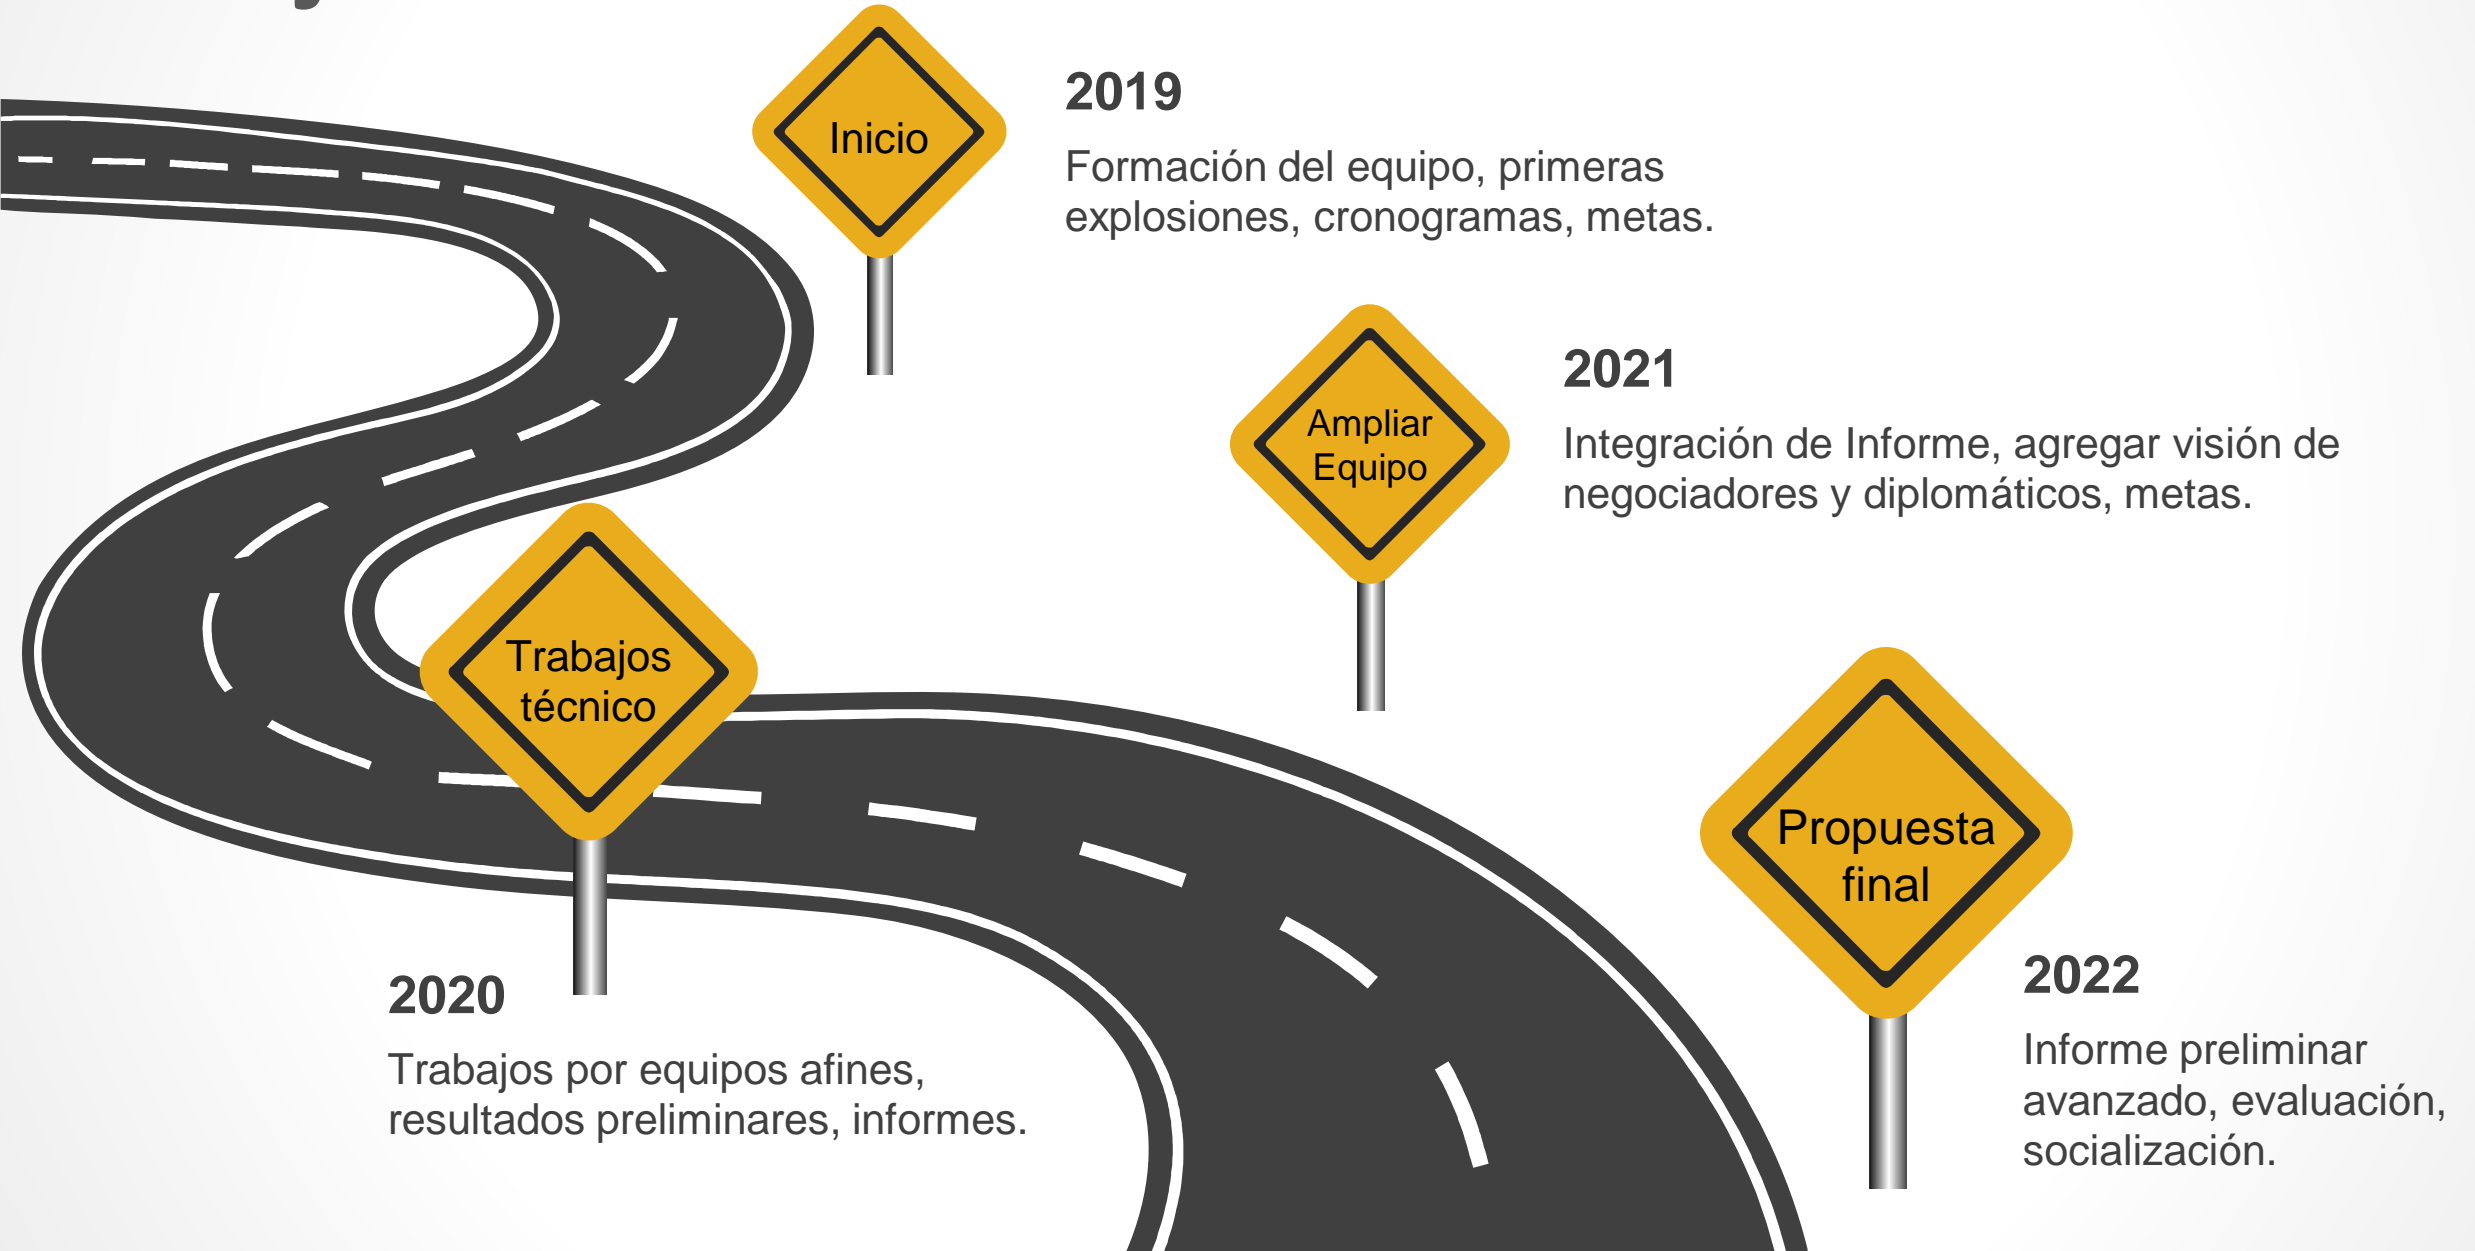 Inicio
2019
Formación del equipo, primeras
explosiones, cronogramas, metas.
Trabajos
técnico
2020
Trabajos por equipos afines,
resultados preliminares, informes.
Ampliar
Equipo
2021
Integración de Informe, agregar visión de
negociadores y diplomáticos, metas.
Propuesta
final
2022
Informe preliminar
avanzado, evaluación,
socialización.